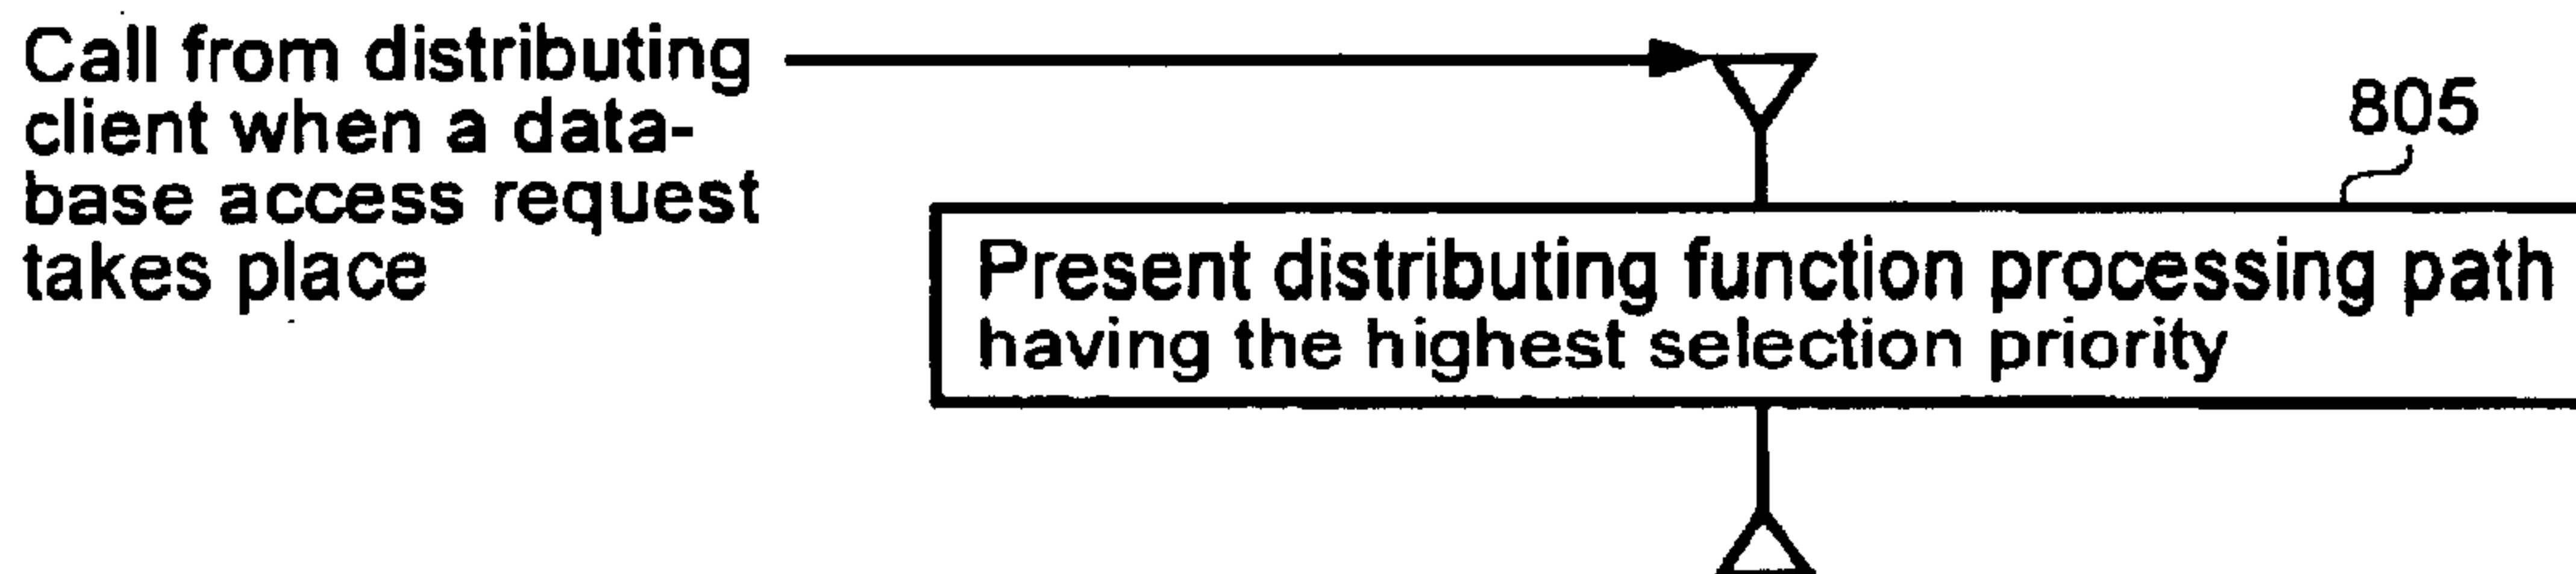 Call from distributing
client when a data-
base access request
takes place
805
Present distributing function processing path
having the highest selection priority